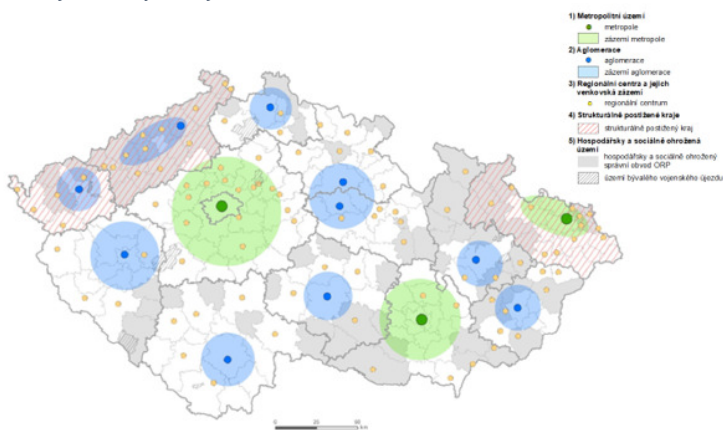 1) Metropolitní území
metropole
zázemí metropole
2) Aglomerace
aglomerace
zázemí aglomerace
3) Regionální centra a jejich
venkovská zázemí
regionální centrum
4) Strukturálně postižené kraje
strukturálně postižený kraj
5) Hospodářsky a sociálně ohrožená
území
hospodářsky a sociálně ohrožený
správní obvod ORP
území bývalého vojenského újezdu
0
km